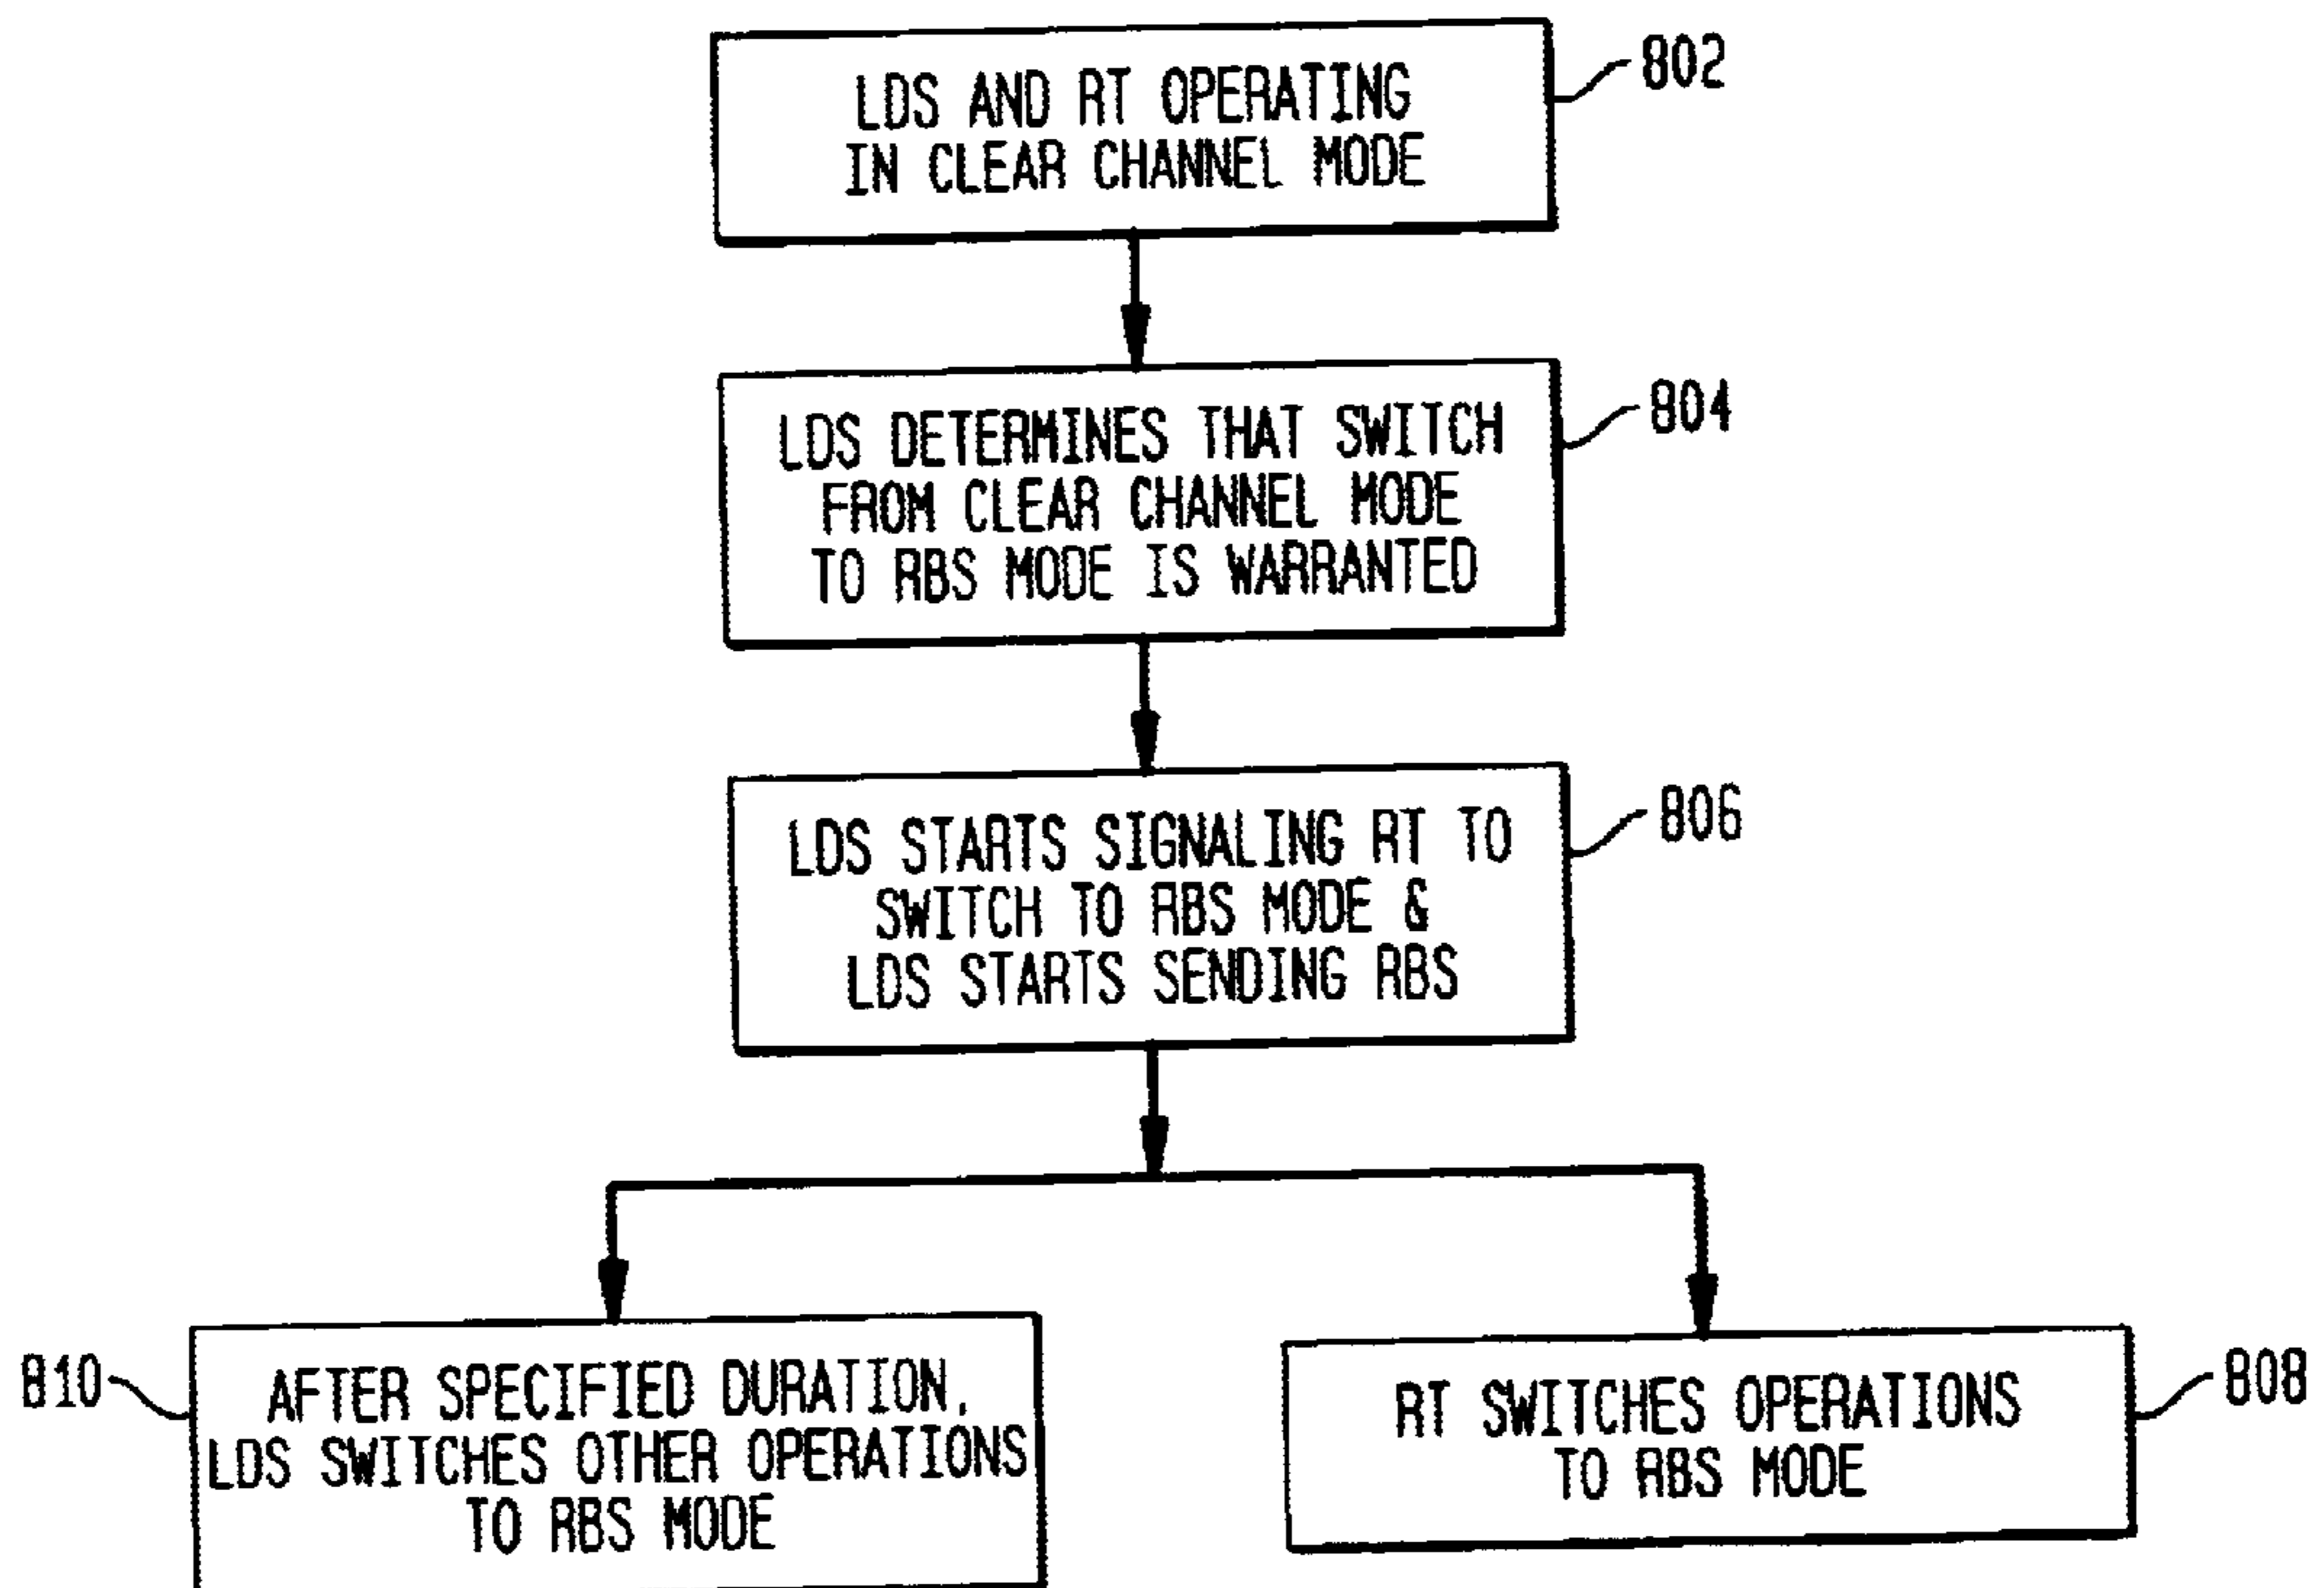 LDS AND RT OPERATING
IN CLEAR CHANNEL MODE
802
LDS DETERMINES THAT SWITCH
FROM CLEAR CHANNEL MODE
TO RBS MODE IS WARRANTED
804
LDS STARTS SIGNALING RT TO
SWITCH TO RBS MODE &
LDS STARTS SENDING RBS
806
810
AFTER SPECIFIED DURATION,
LDS SWITCHES OTHER OPERATIONS
TO RBS MODE
RT SWITCHES OPERATIONS
TO RBS MODE
808